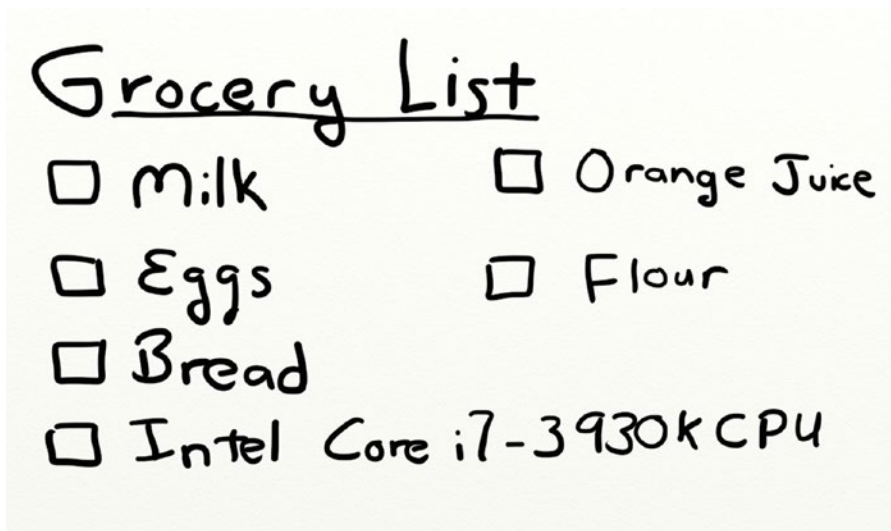 Grocery List
Milk
Eggs
Bread
Intel Core i7-3930K CPU
Orange Juice
Flour